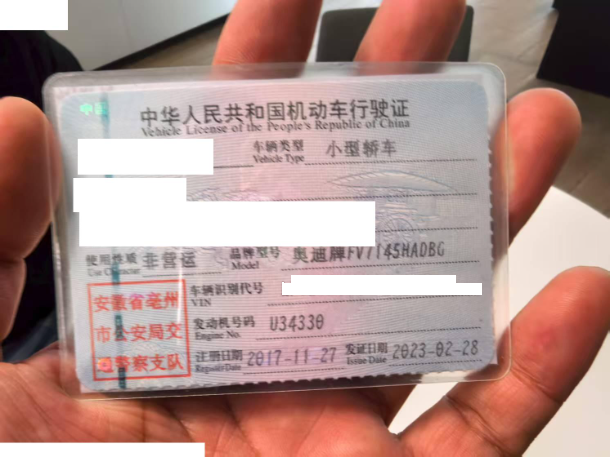 中国
中华人民共和国机动车行驶证
Vehicle License of the People's Republic of China
车辆类型 小型轿车
Vehicle Type
使用性质 非营运 品牌型号 奥迪牌FV7145HADBG
Use Character Model
车辆识别代号
VIN
安徽省亳州
市公安局交
通警察支队
发动机号码 U34330
Engine No.
注册日期 2017-11-27 发证日期 2023-02-28
Register Date Issue Date